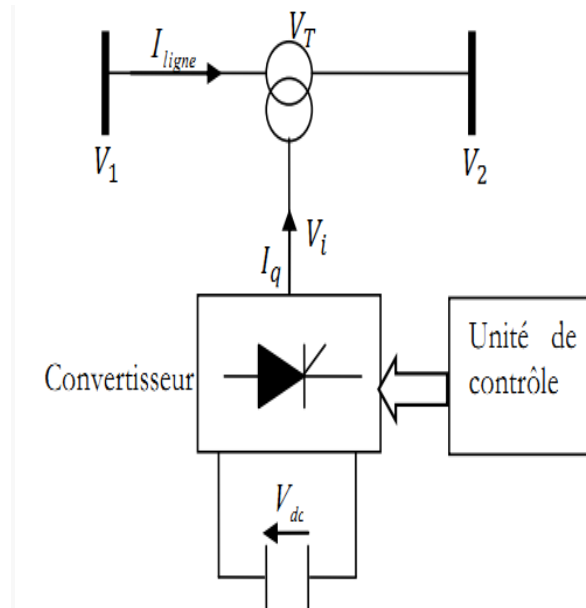 V_T
I_ligne
V_1
V_2
V_i
I_q
Convertisseur
Unité de
contrôle
V_dc